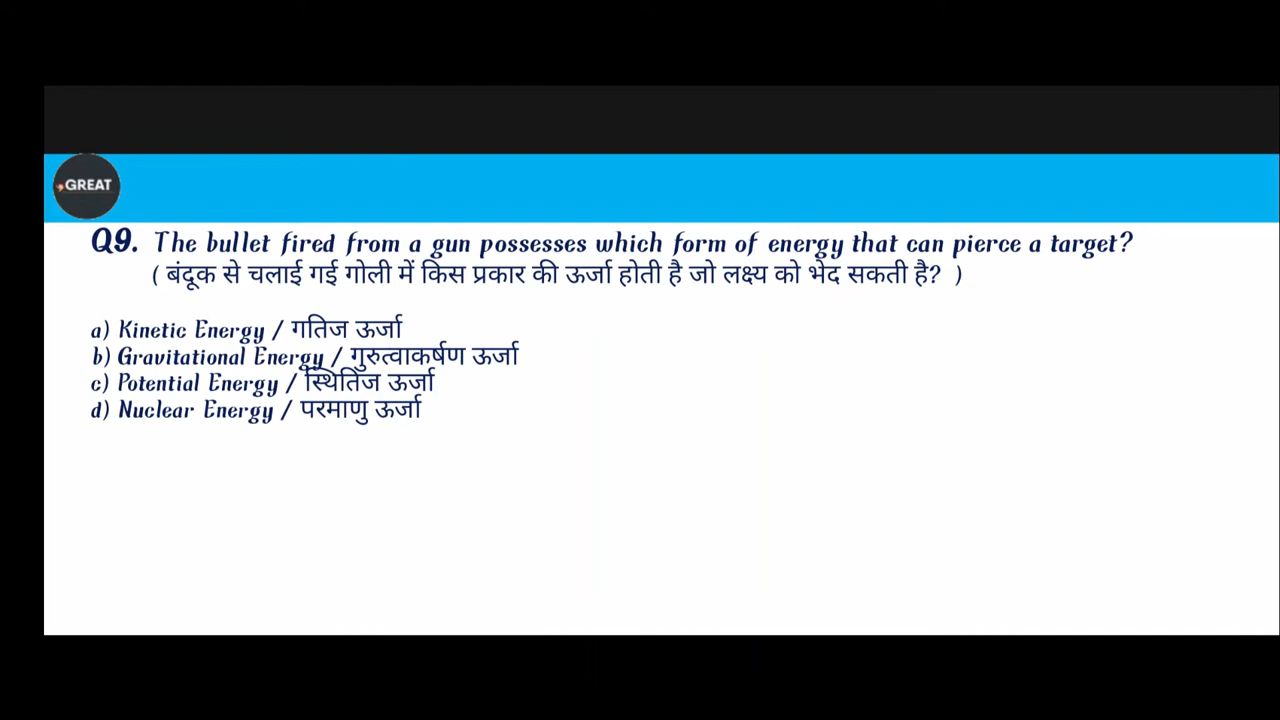 GREAT
Q9. The bullet fired from a gun possesses which form of energy that can pierce a target?
( बंदूक से चलाई गई गोली में किस प्रकार की ऊर्जा होती है जो लक्ष्य को भेद सकती है? )
a) Kinetic Energy / गतिज ऊर्जा
b) Gravitational Energy / गुरुत्वाकर्षण ऊर्जा
c) Potential Energy / स्थितिज ऊर्जा
d) Nuclear Energy / परमाणु ऊर्जा